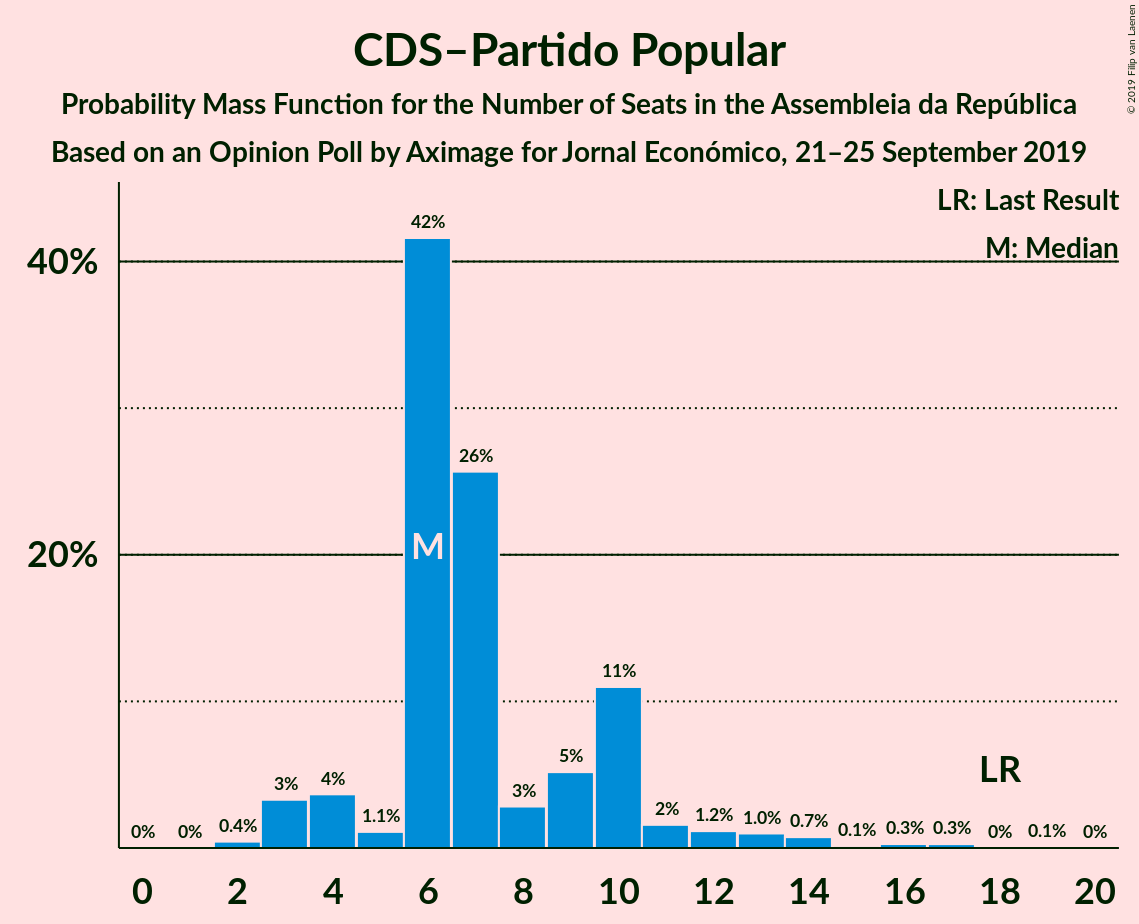 CDS–Partido Popular
Probability Mass Function for the Number of Seats in the Assembleia da República
Based on an Opinion Poll by Aximage for Jornal Económico, 21–25 September 2019
© 2019 Filip van Laenen
LR: Last Result
M: Median
40%
20%
0%
0%
0.4%
3%
4%
1.1%
42%
26%
3%
5%
11%
2%
1.2%
1.0%
0.7%
0.1%
0.3%
0.3%
0%
0.1%
0%
M
LR
0 2 4 6 8 10 12 14 16 18 20